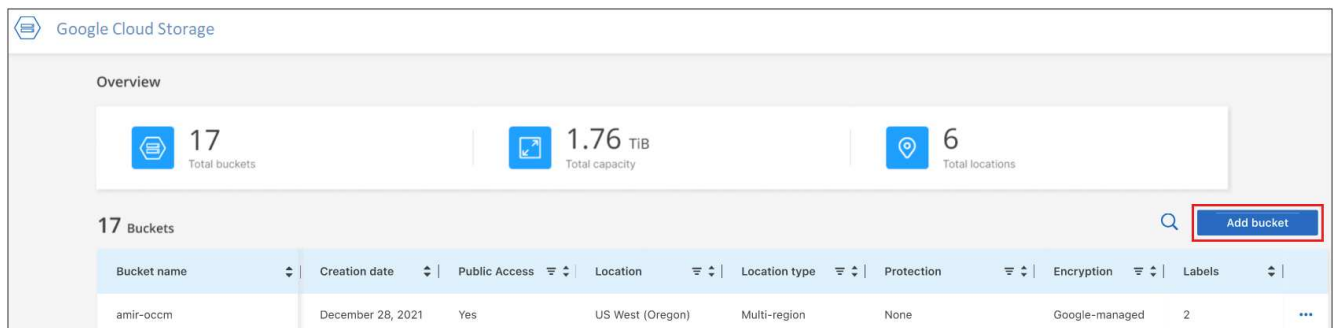 Google Cloud Storage
Overview
17
Total buckets
1.76 TiB
Total capacity
6
Total locations
17 Buckets
Add bucket
Bucket name Creation date Public Access Location Location type Protection Encryption Labels
amir-occm December 28, 2021 Yes US West (Oregon) Multi-region None Google-managed 2